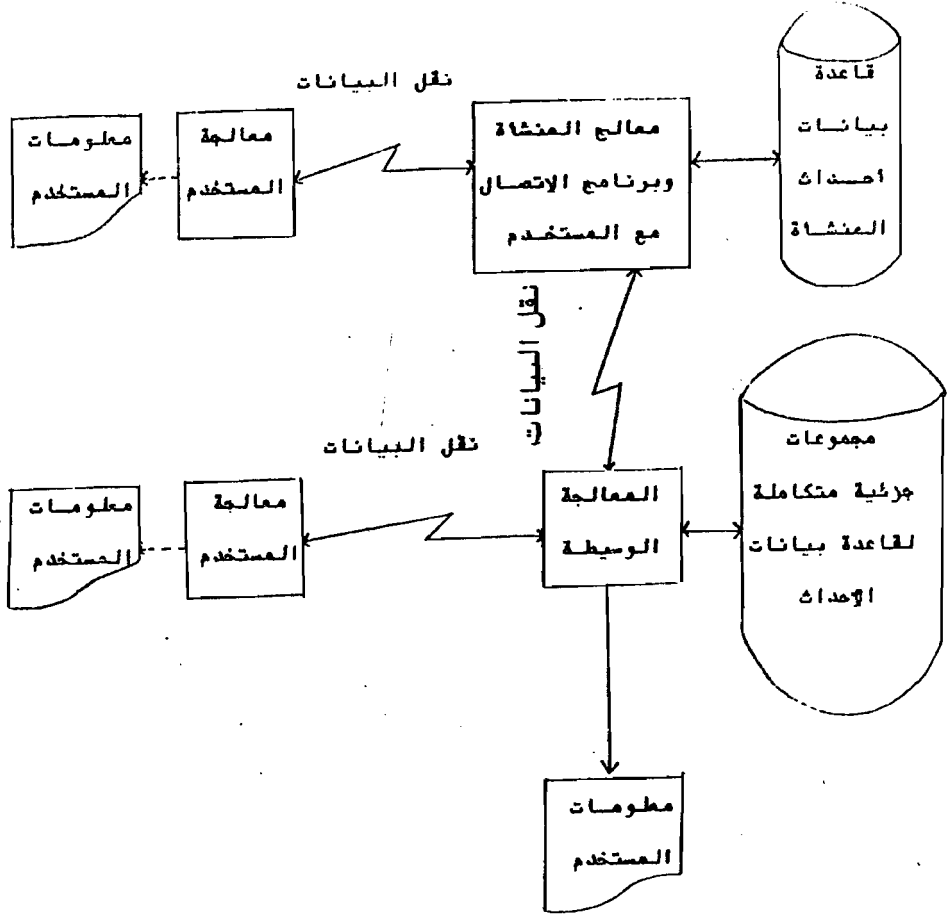 نقل البيانات
قاعدة
بيانات
أحداث
المنشأة
معالج المنشأة
وبرنامج الإتصال
مع المستخدم
معالجة
المستخدم
معلومات
المستخدم
نقل البيانات
نقل البيانات
مجموعات
جزئية متكاملة
لقاعدة بيانات
الأحداث
المعالجة
الوسيطة
معالجة
المستخدم
معلومات
المستخدم
معلومات
المستخدم